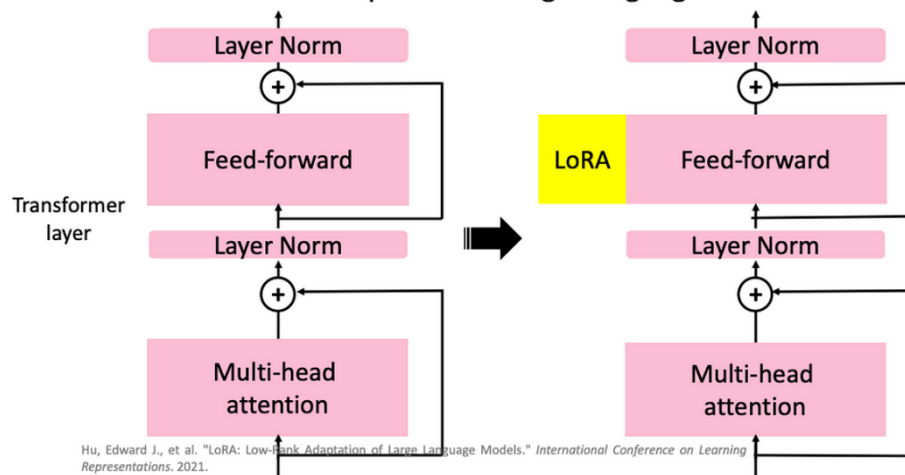 Layer Norm
+
Feed-forward
Transformer
layer
Layer Norm
+
Multi-head
attention
Layer Norm
+
LoRA
Feed-forward
Layer Norm
+
Multi-head
attention
Hu, Edward J., et al. "LoRA: Low-Rank Adaptation of Large Language Models." International Conference on Learning
Representations. 2021.